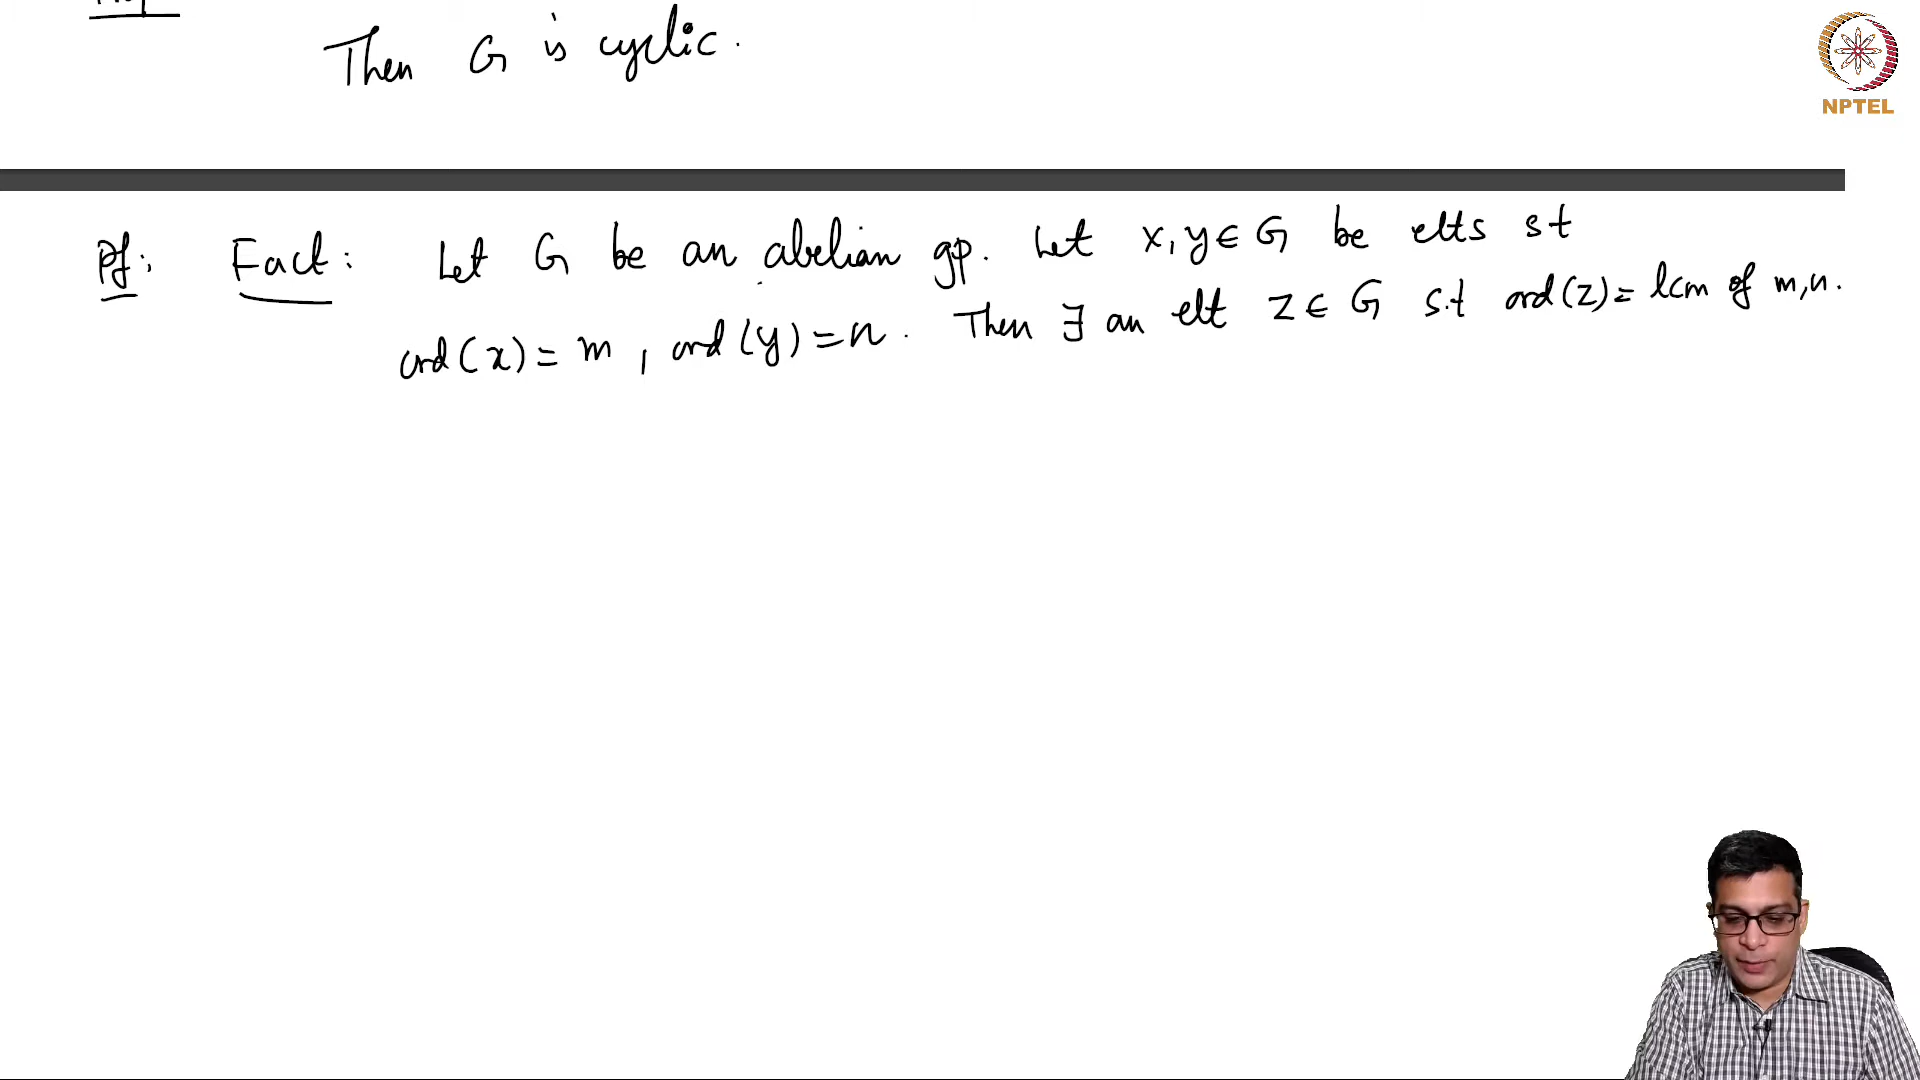 Then G is cyclic.
NPTEL
Pf: Fact: Let G be an abelian gp. Let x, y ∈ G be elts st
ord(x) = m, ord(y) = n. Then ∃ an elt z ∈ G s.t ord(z) = lcm of m,n.